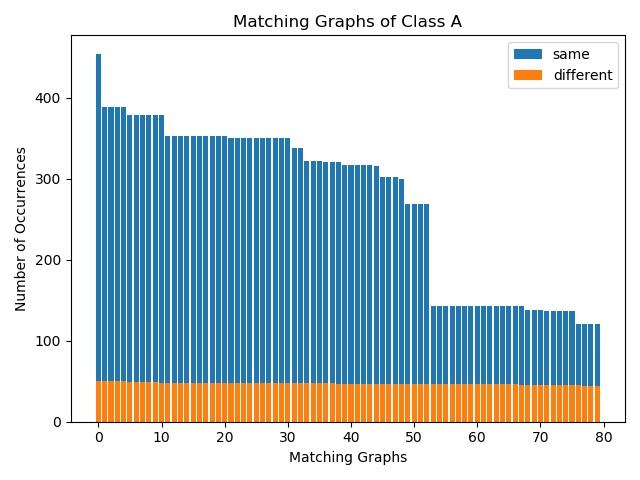 Matching Graphs of Class A
same
different
Number of Occurrences
400
300
200
100
0
0 10 20 30 40 50 60 70 80
Matching Graphs